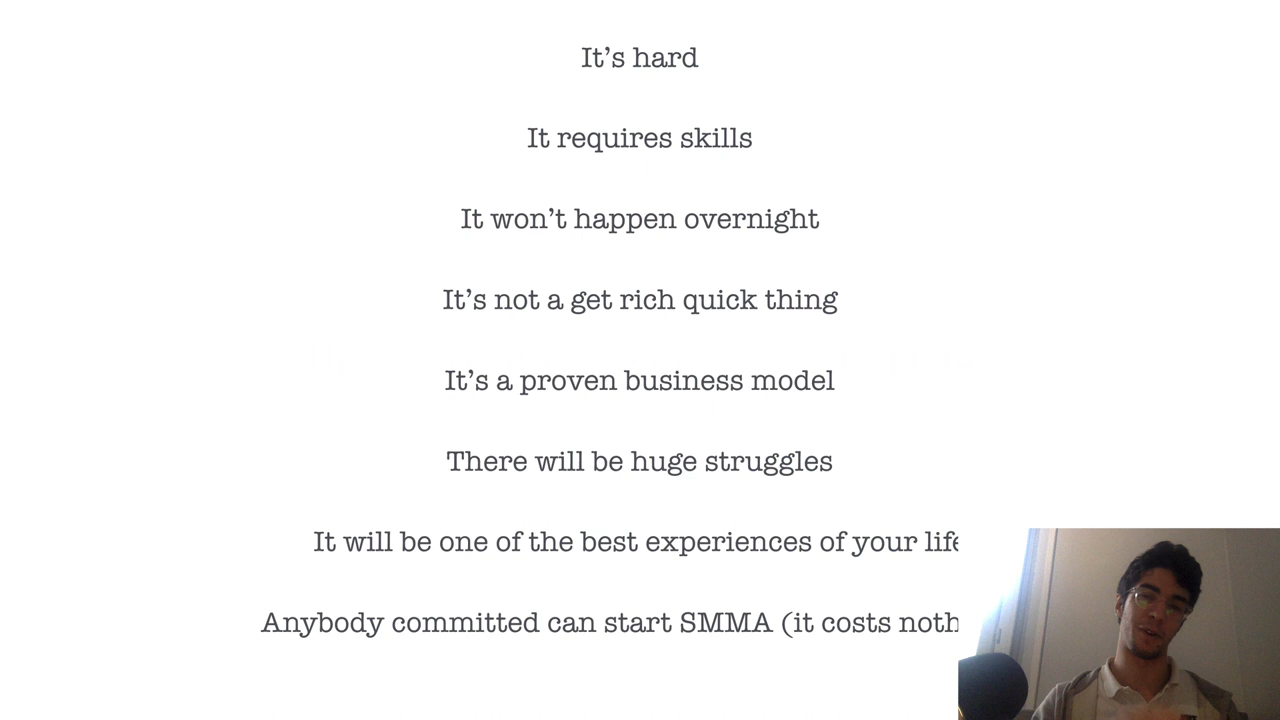 It’s hard
It requires skills
It won’t happen overnight
It’s not a get rich quick thing
It’s a proven business model
There will be huge struggles
It will be one of the best experiences of your life
Anybody committed can start SMMA (it costs noth